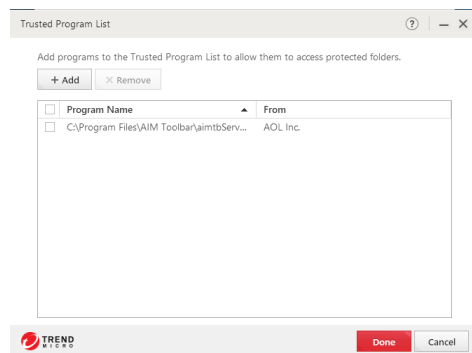 Trusted Program List
?
Add programs to the Trusted Program List to allow them to access protected folders.
+ Add × Remove
Program Name From
C:\Program Files\AIM Toolbar\aimtbServ... AOL Inc.
TREND MICRO
Done Cancel